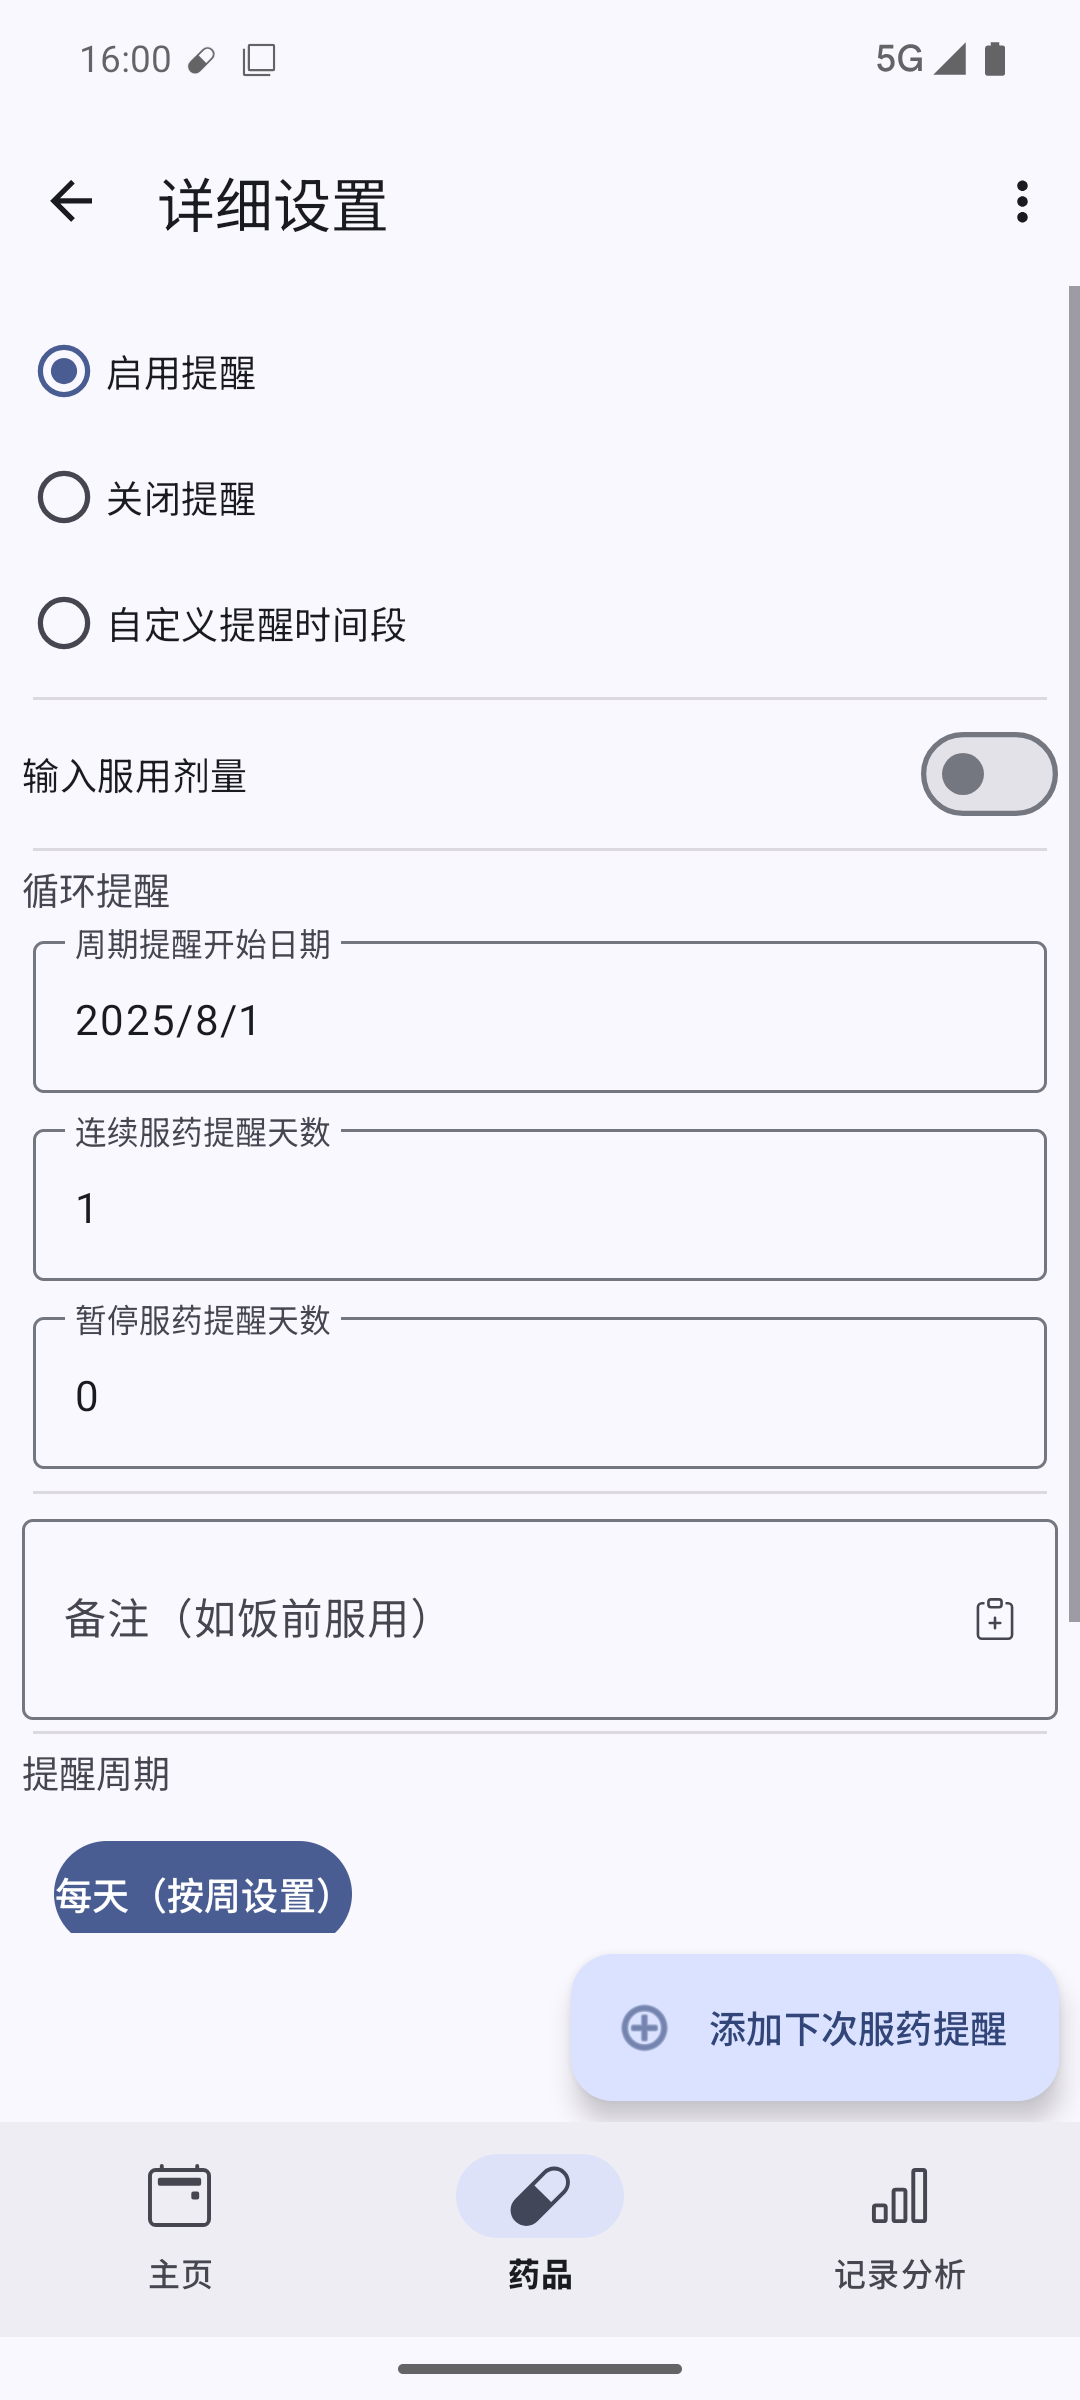 16:00
5G
详细设置
启用提醒
关闭提醒
自定义提醒时间段
输入服用剂量
循环提醒
周期提醒开始日期
2025/8/1
连续服药提醒天数
1
暂停服药提醒天数
0
备注（如饭前服用）
提醒周期
每天（按周设置）
添加下次服药提醒
主页
药品
记录分析